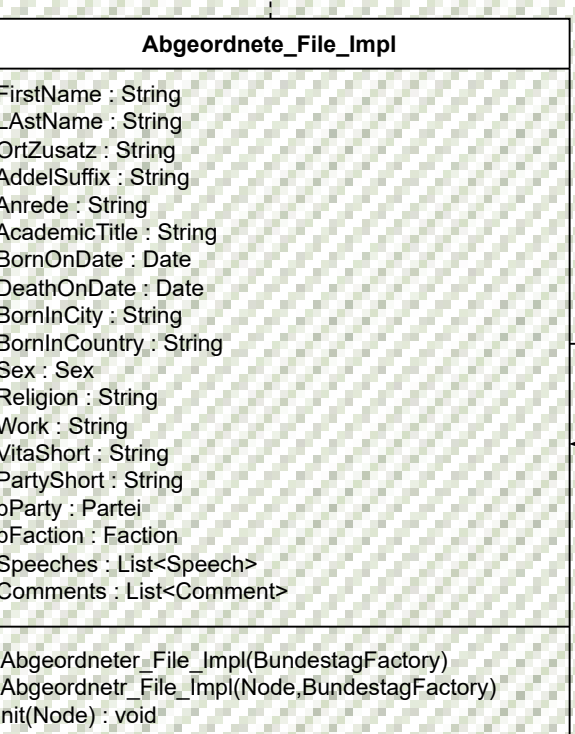 Abgeordnete_File_Impl
FirstName : String
LAstName : String
OrtZusatz : String
AddelSuffix : String
Anrede : String
AcademicTitle : String
BornOnDate : Date
DeathOnDate : Date
BornInCity : String
BornInCountry : String
Sex : Sex
Religion : String
Work : String
VitaShort : String
PartyShort : String
oParty : Partei
oFaction : Faction
Speeches : List<Speech>
Comments : List<Comment>
Abgeordneter_File_Impl(BundestagFactory)
Abgeordnetr_File_Impl(Node,BundestagFactory)
nit(Node) : void